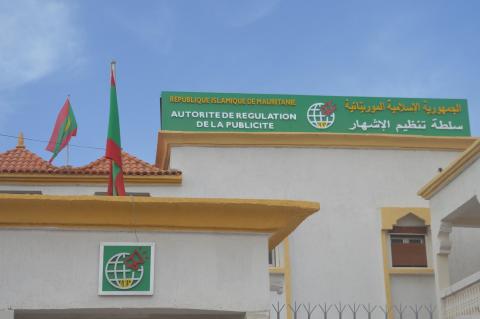 REPUBLIQUE ISLAMIQUE DE MAURITANIE
AUTORITE DE REGULATION
DE LA PUBLICITE
الجمهورية الإسلامية الموريتانية
سلطة تنظيم الإشهار